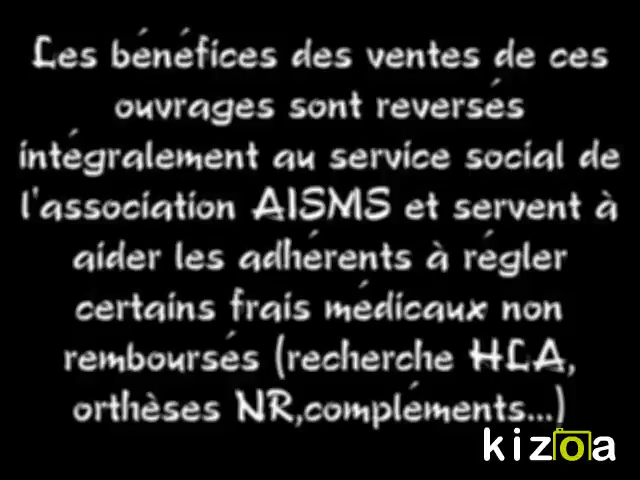 Les bénéfices des ventes de ces
ouvrages sont reversés
intégralement au service social de
l'association AISMS et servent à
aider les adhérents à régler
certains frais médicaux non
remboursés (recherche HLA,
orthèses NR,compléments...)
kizoa